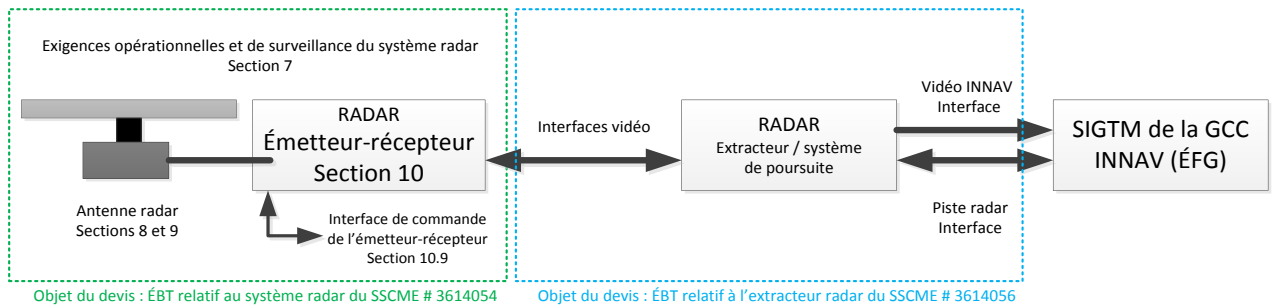 Exigences opérationnelles et de surveillance du système radar
Section 7
RADAR
Émetteur-récepteur
Section 10
Antenne radar
Sections 8 et 9
Interface de commande
de l'émetteur-récepteur
Section 10.9
Interfaces vidéo
RADAR
Extracteur / système
de poursuite
Vidéo INNAV
Interface
Piste radar
Interface
SIGTM de la GCC
INNAV (ÉFG)
Objet du devis : ÉBT relatif au système radar du SSCME # 3614054
Objet du devis : ÉBT relatif à l'extracteur radar du SSCME # 3614056